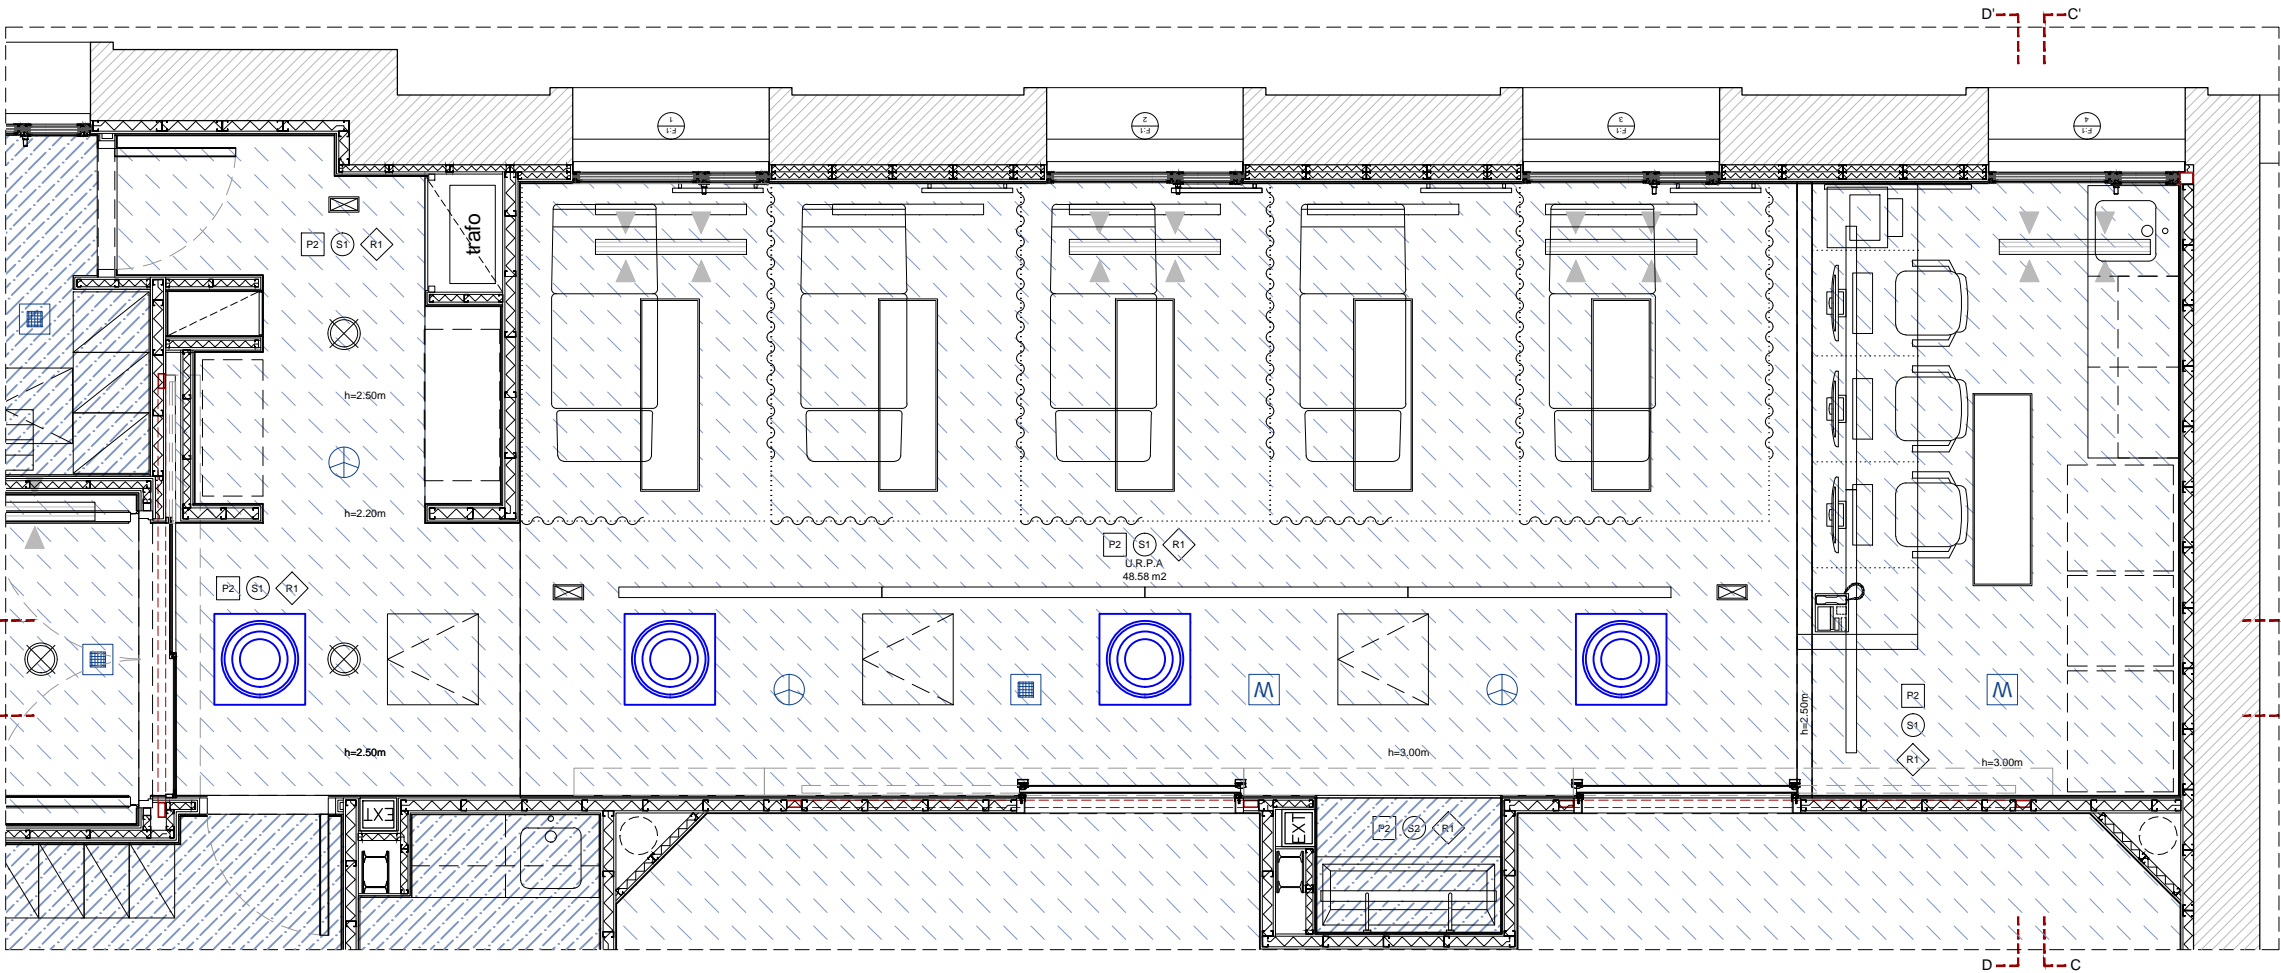 D' C'
1
F:1
2
F:1
3
F:1
4
F:1
trafo
P2 S1 R1
h=2.50m
h=2.20m
P2 S1 R1
U.R.P.A
48.58 m2
P2 S1 R1
h=2.50m
h=3.00m
h=2.50m
P2
S1
R1
h=3.00m
EXT
EXT
P2 S2 R1
D C